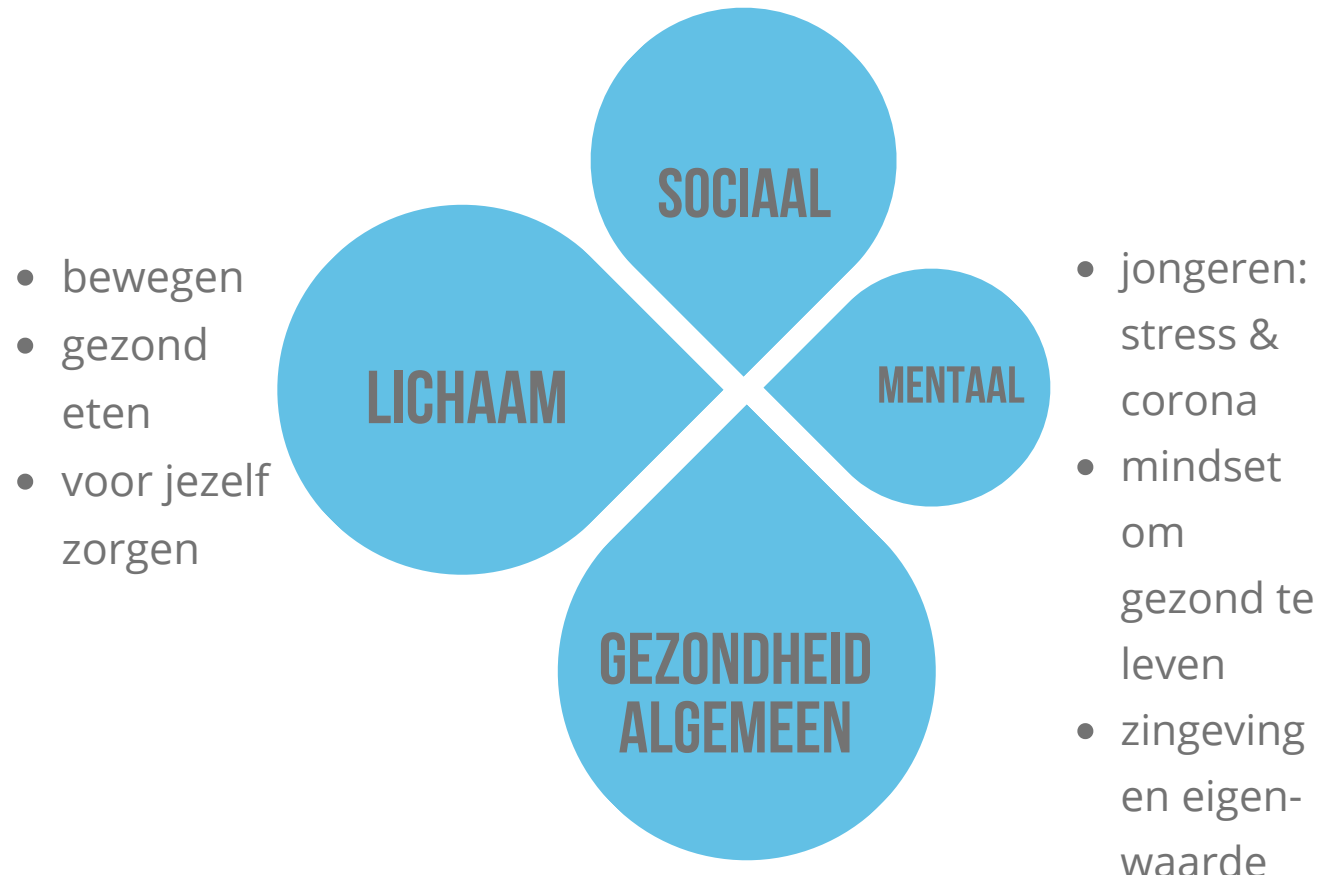 SOCIAAL
LICHAAM
MENTAAL
GEZONDHEID
ALGEMEEN
• bewegen
• gezond
eten
• voor jezelf
zorgen
• jongeren:
stress &
corona
• mindset
om
gezond te
leven
• zingeving
en eigen-
waarde